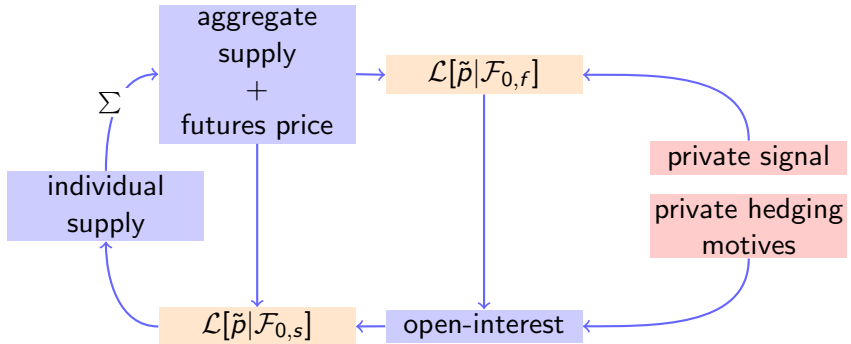 aggregate
supply
+
futures price
ℒ[p̃|ℱ₀,f]
∑
private signal
individual
supply
private hedging
motives
ℒ[p̃|ℱ₀,s]
open-interest